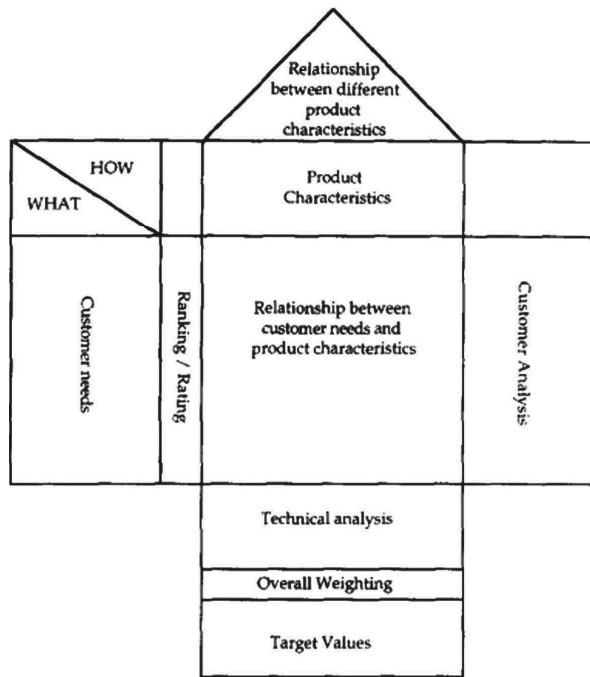 Relationship
between different
product
characteristics
HOW
WHAT
Product
Characteristics
Customer needs
Ranking / Rating
Relationship between
customer needs and
product characteristics
Customer Analysis
Technical analysis
Overall Weighting
Target Values